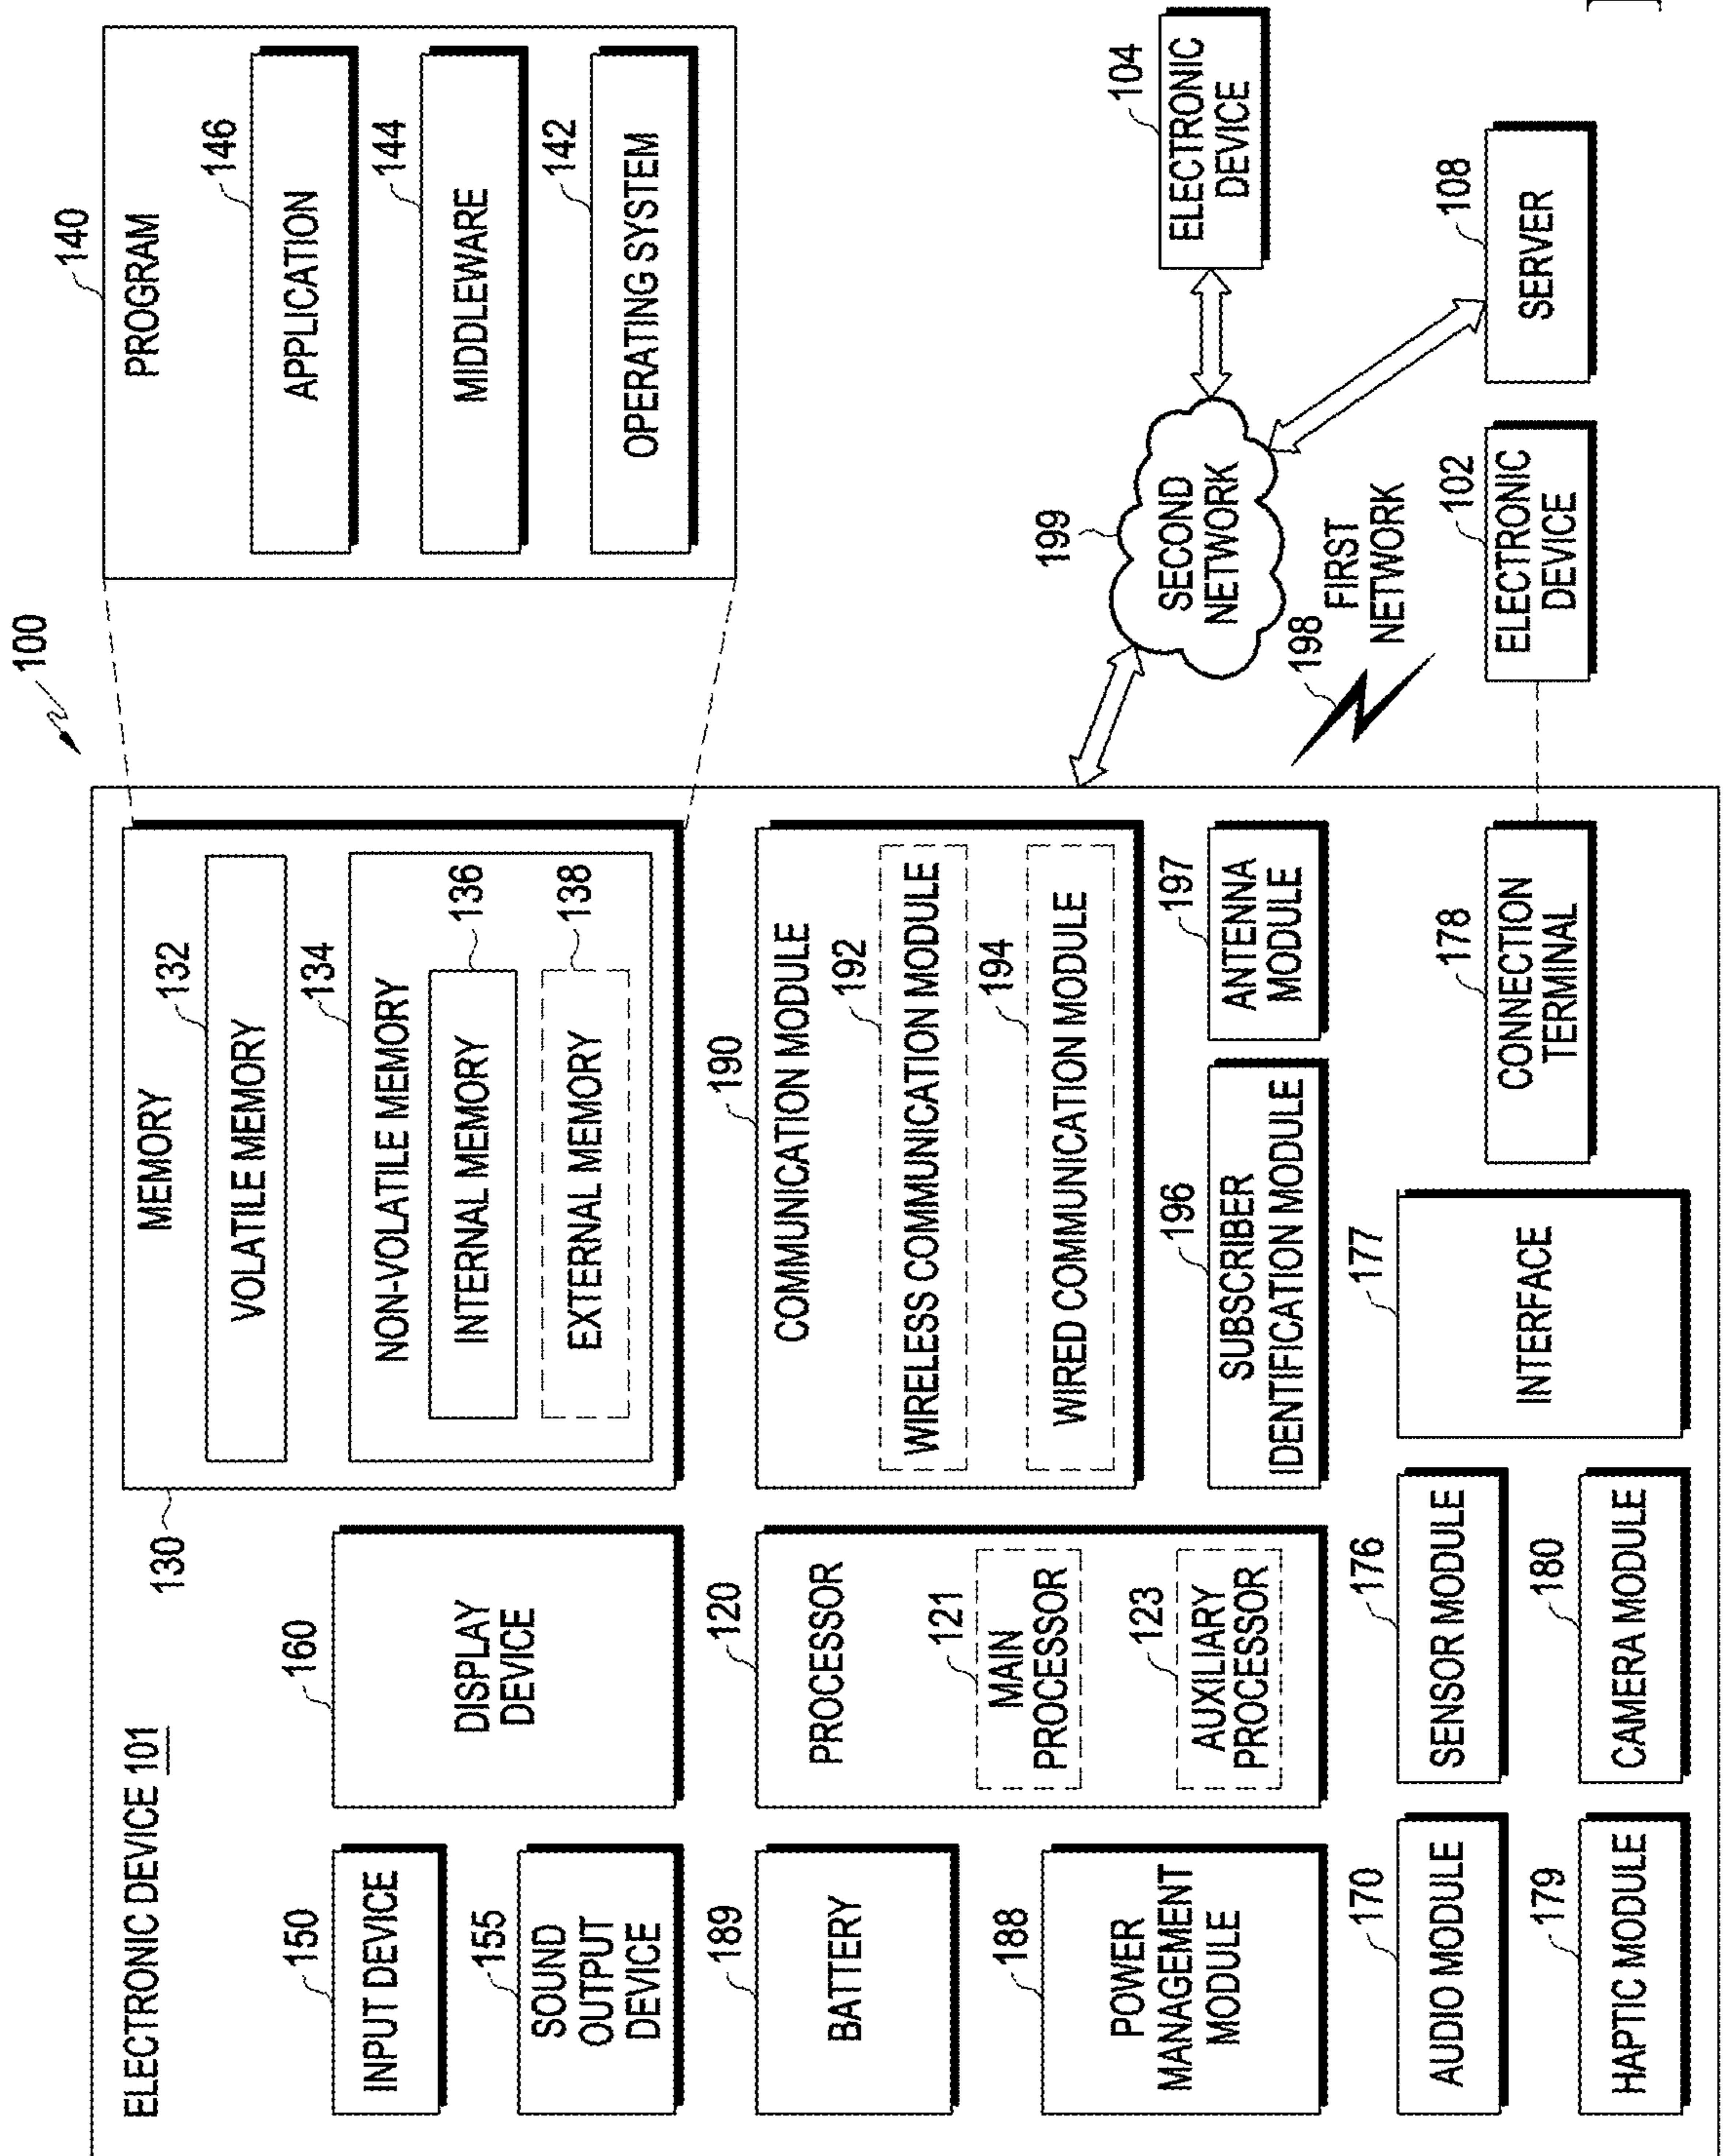 100
ELECTRONIC DEVICE 101
140
PROGRAM
146
APPLICATION
144
MIDDLEWARE
142
OPERATING SYSTEM
130
MEMORY
132
VOLATILE MEMORY
134
NON-VOLATILE MEMORY
136
INTERNAL MEMORY
138
EXTERNAL MEMORY
150
INPUT DEVICE
155
SOUND
OUTPUT
DEVICE
160
DISPLAY
DEVICE
189
BATTERY
188
POWER
MANAGEMENT
MODULE
120
PROCESSOR
121
MAIN
PROCESSOR
123
AUXILIARY
PROCESSOR
190
COMMUNICATION MODULE
192
WIRELESS COMMUNICATION MODULE
194
WIRED COMMUNICATION MODULE
196
SUBSCRIBER
IDENTIFICATION MODULE
197
ANTENNA
MODULE
199
SECOND
NETWORK
104
ELECTRONIC
DEVICE
198
FIRST
NETWORK
170
AUDIO MODULE
176
SENSOR MODULE
177
INTERFACE
178
CONNECTION
TERMINAL
102
ELECTRONIC
DEVICE
108
SERVER
179
HAPTIC MODULE
180
CAMERA MODULE